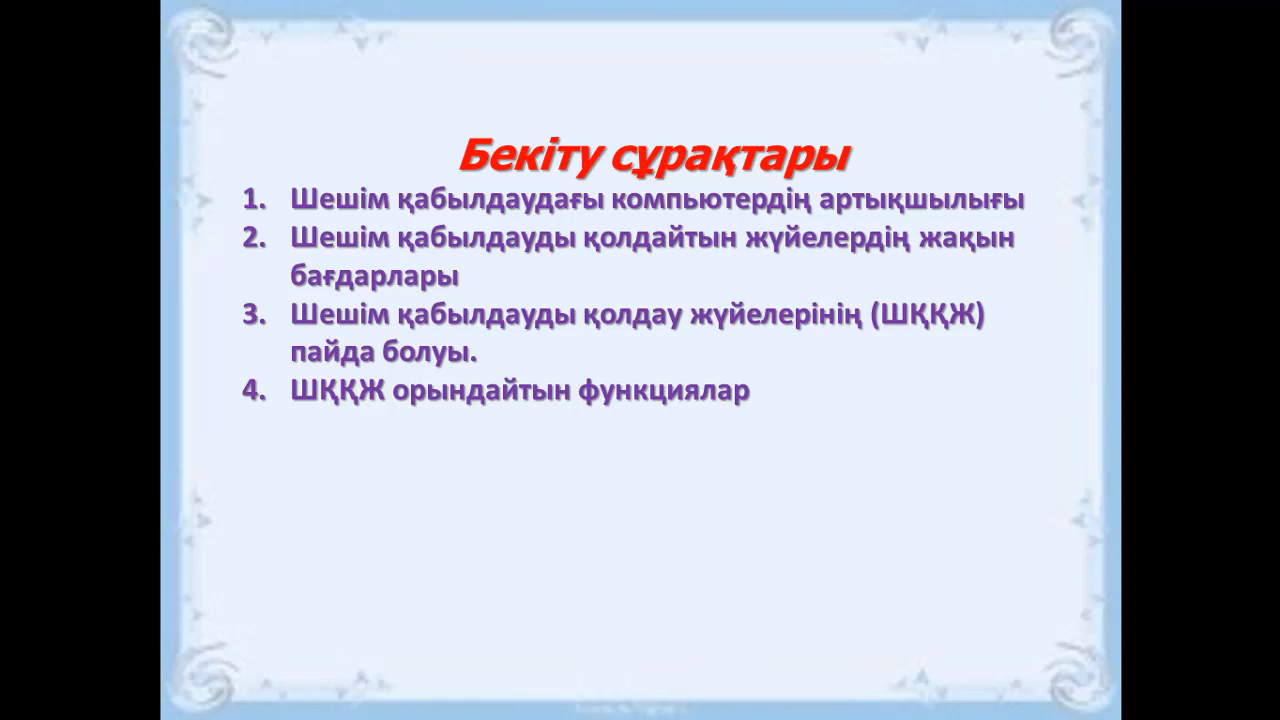 Бекіту сұрақтары
1. Шешім қабылдаудағы компьютердің артықшылығы
2. Шешім қабылдауды қолдайтын жүйелердің жақын
бағдарлары
3. Шешім қабылдауды қолдау жүйелерінің (ШҚҚЖ)
пайда болуы.
4. ШҚҚЖ орындайтын функциялар